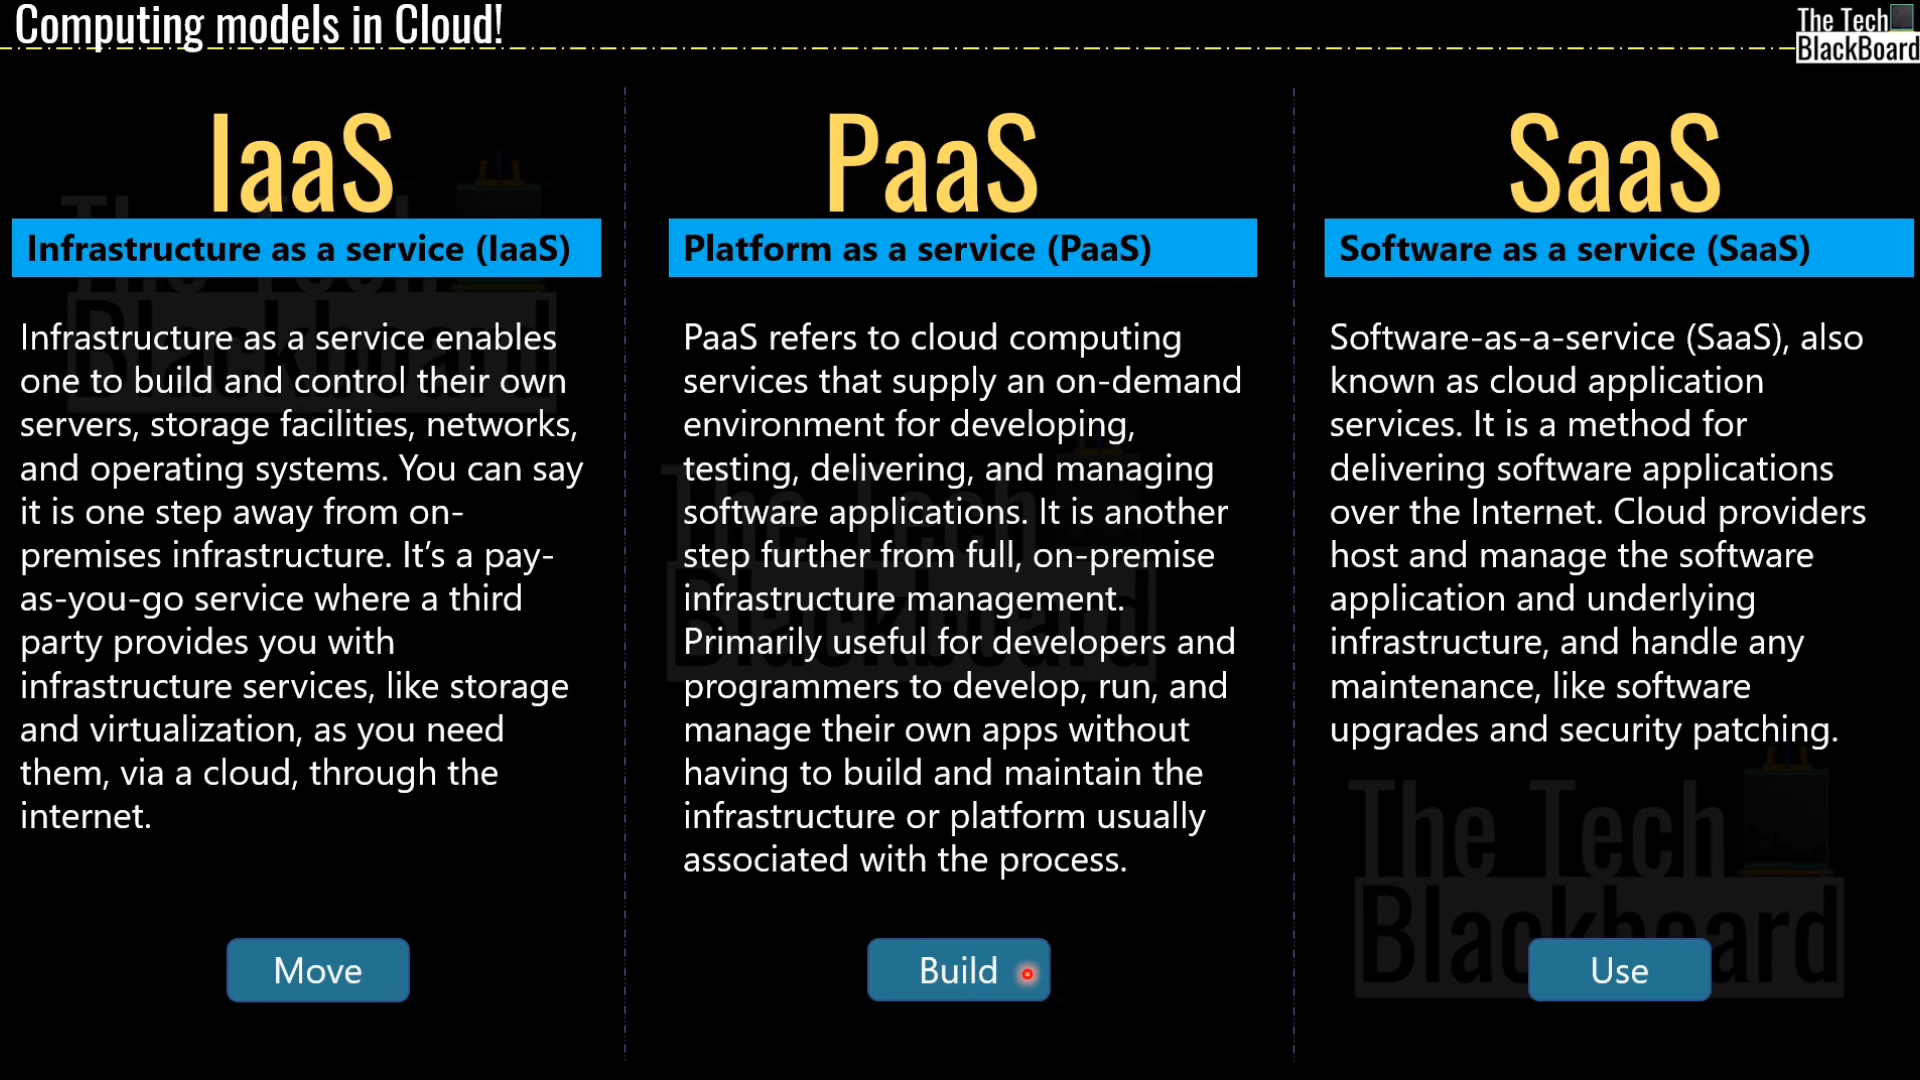 Computing models in Cloud!
The Tech
BlackBoard
IaaS
Infrastructure as a service (IaaS)
Infrastructure as a service enables
one to build and control their own
servers, storage facilities, networks,
and operating systems. You can say
it is one step away from on-
premises infrastructure. It’s a pay-
as-you-go service where a third
party provides you with
infrastructure services, like storage
and virtualization, as you need
them, via a cloud, through the
internet.
Move
PaaS
Platform as a service (PaaS)
PaaS refers to cloud computing
services that supply an on-demand
environment for developing,
testing, delivering, and managing
software applications. It is another
step further from full, on-premise
infrastructure management.
Primarily useful for developers and
programmers to develop, run, and
manage their own apps without
having to build and maintain the
infrastructure or platform usually
associated with the process.
Build
SaaS
Software as a service (SaaS)
Software-as-a-service (SaaS), also
known as cloud application
services. It is a method for
delivering software applications
over the Internet. Cloud providers
host and manage the software
application and underlying
infrastructure, and handle any
maintenance, like software
upgrades and security patching.
Use
The Tech
Blackboard
The Tech
Blackboard
The Tech
Blackboard